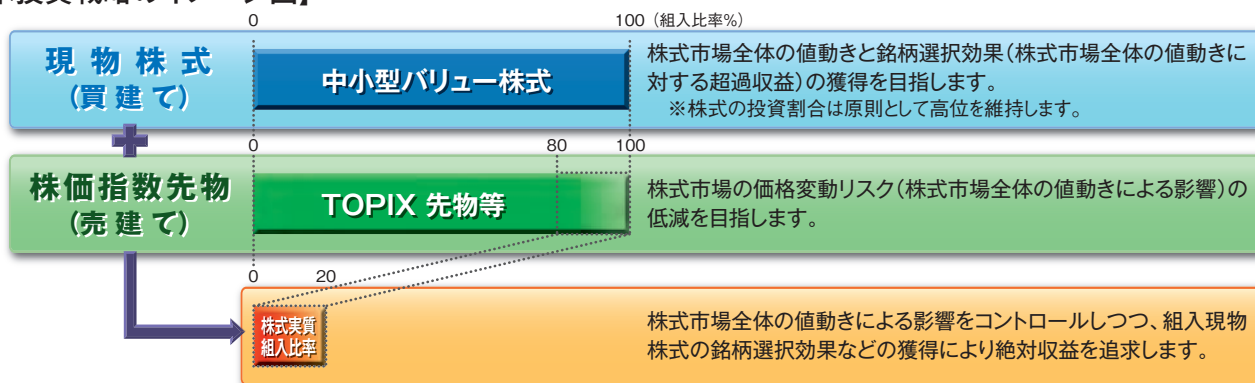 0 100（組入比率%）
現物株式
（買建て）
中小型バリュー株式
株式市場全体の値動きと銘柄選択効果（株式市場全体の値動きに
対する超過収益）の獲得を目指します。
※株式の投資割合は原則として高位を維持します。
0 80 100
株価指数先物
（売建て）
TOPIX 先物等
株式市場の価格変動リスク（株式市場全体の値動きによる影響）の
低減を目指します。
0 20
株式実質
組入比率
株式市場全体の値動きによる影響をコントロールしつつ、組入現物
株式の銘柄選択効果などの獲得により絶対収益を追求します。